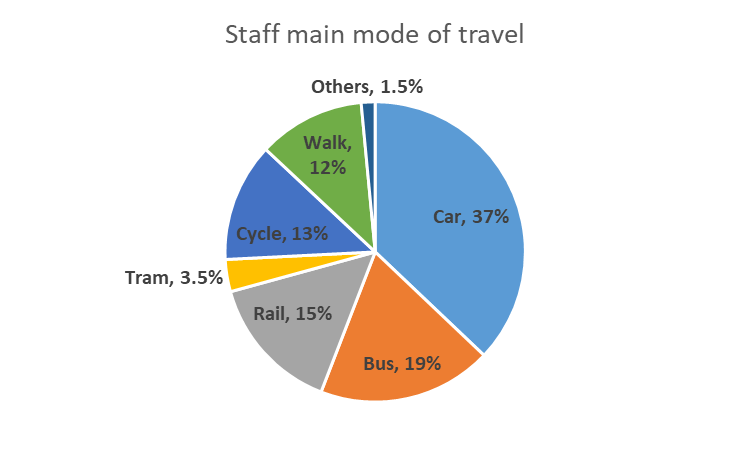 Staff main mode of travel
Others, 1.5%
Walk,
12%
Car, 37%
Cycle, 13%
Tram, 3.5%
Rail, 15%
Bus, 19%